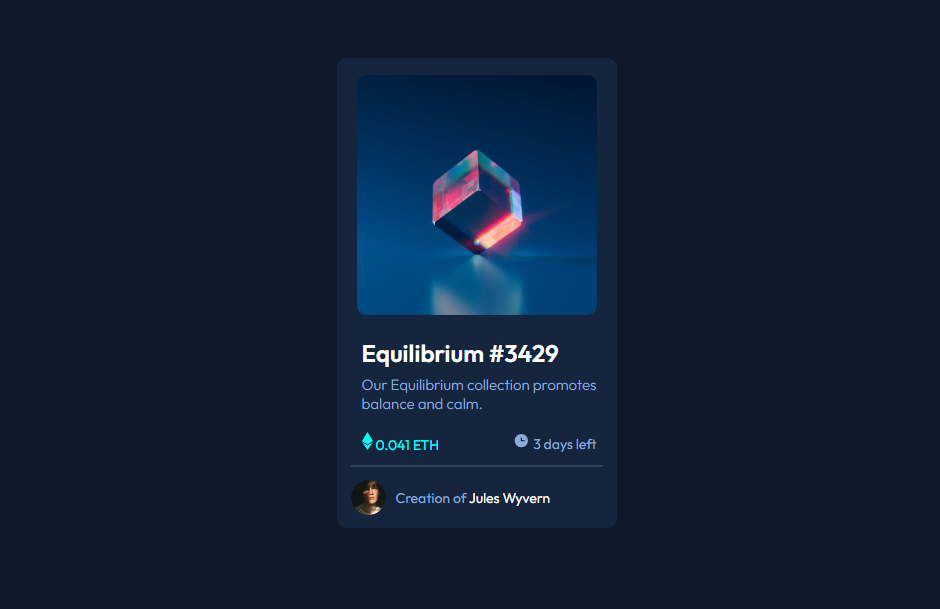 Equilibrium #3429
Our Equilibrium collection promotes
balance and calm.
0.041 ETH 3 days left
Creation of Jules Wyvern